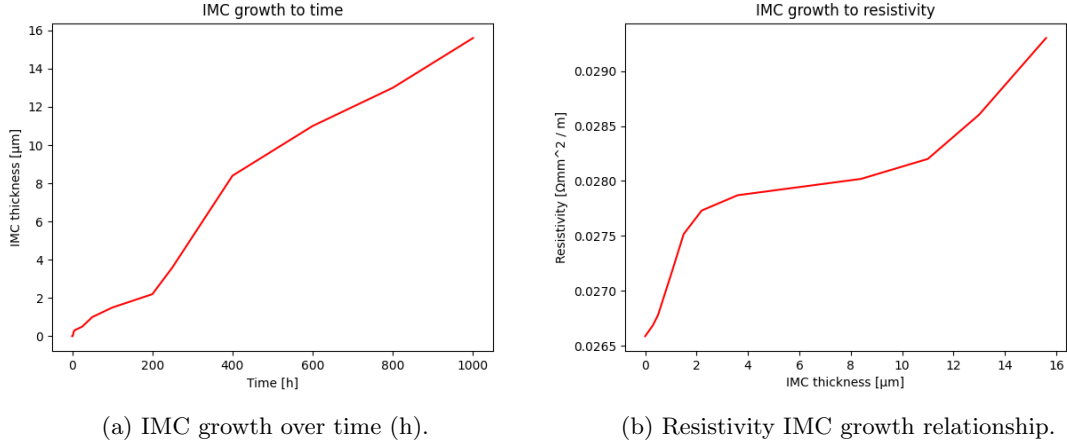 IMC growth to time
16
14
12
10
8
6
4
2
0
IMC thickness [µm]
0 200 400 600 800 1000
Time [h]
(a) IMC growth over time (h).
IMC growth to resistivity
0.0290
0.0285
0.0280
0.0275
0.0270
0.0265
Resistivity [Ωmm^2 / m]
0 2 4 6 8 10 12 14 16
IMC thickness [µm]
(b) Resistivity IMC growth relationship.